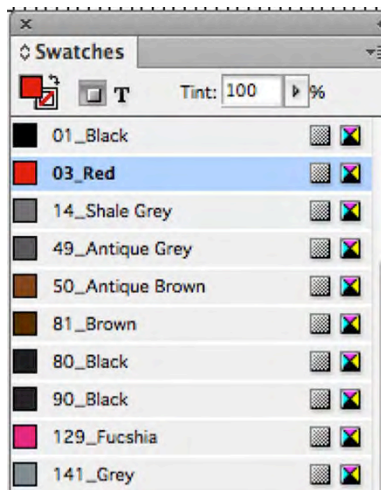 Swatches
T Tint: 100 %
01_Black
03_Red
14_Shale Grey
49_Antique Grey
50_Antique Brown
81_Brown
80_Black
90_Black
129_Fucshia
141_Grey